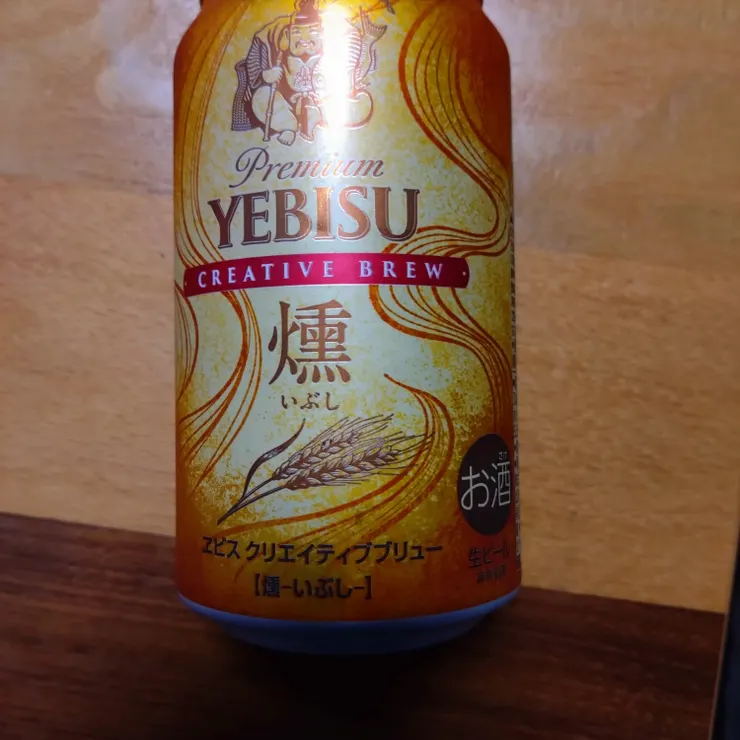 Premium
YEBISU
CREATIVE BREW
燻
いぶし
お酒
ヱビス クリエイティブブリュー
【燻-いぶし-】
生ビール